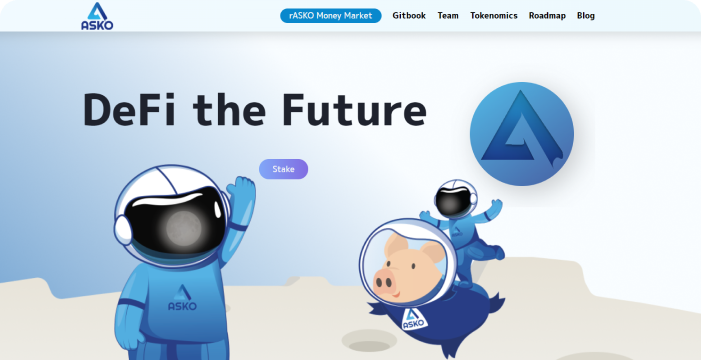 ASKO
rASKO Money Market
Gitbook
Team
Tokenomics
Roadmap
Blog
DeFi the Future
Stake
ASKO
ASKO